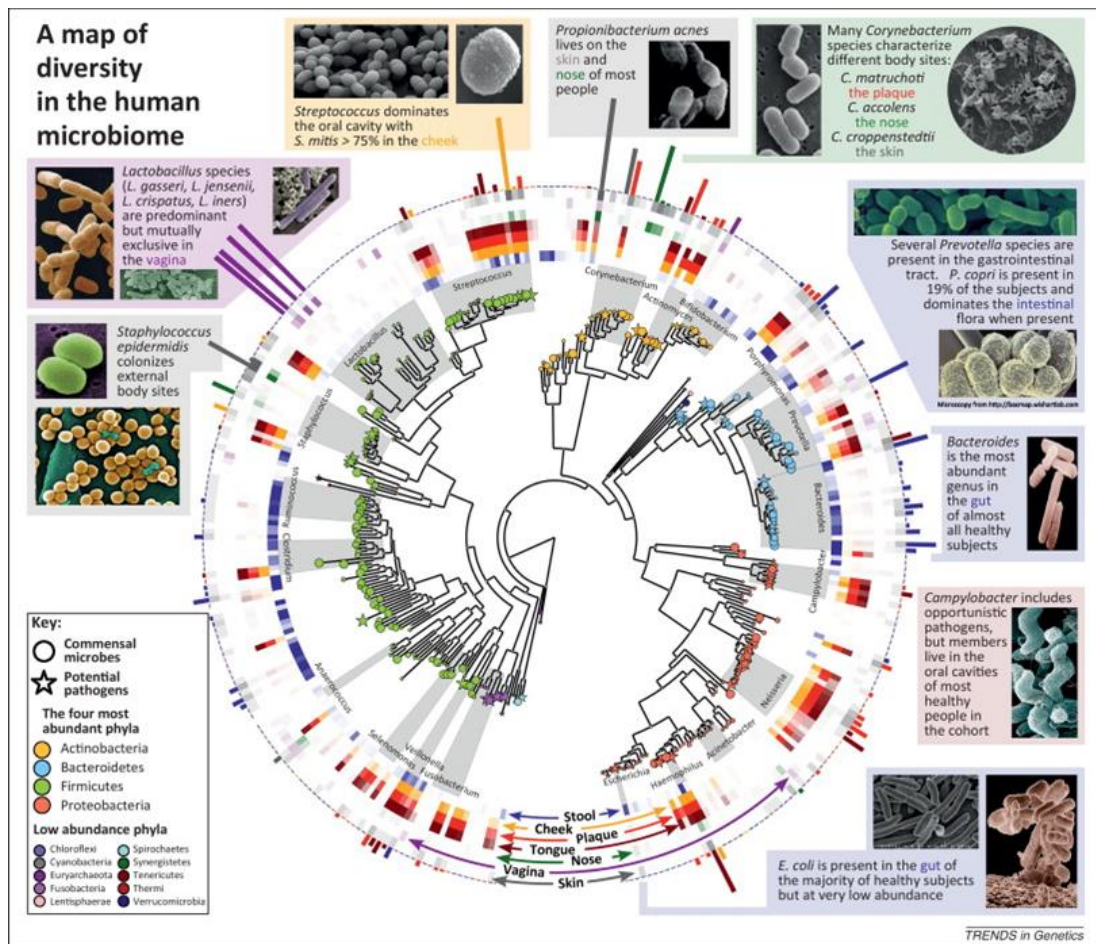 A map of
diversity
in the human
microbiome
Streptococcus dominates
the oral cavity with
S. mitis > 75% in the cheek
Propionibacterium acnes
lives on the
skin and
nose of most
people
Many Corynebacterium
species characterize
different body sites:
C. matruchoti
the plaque
C. accolens
the nose
C. croppenstedtii
the skin
Lactobacillus species
(L. gasseri, L. jensenii,
L. crispatus, L. iners)
are predominant
but mutually
exclusive in
the vagina
Several Prevotella species are
present in the gastrointestinal
tract. P. copri is present in
19% of the subjects and
dominates the intestinal
flora when present
Microscopy from http://bacmap.wishartlab.com
Staphylococcus
epidermidis
colonizes
external
body sites
Bacteroides
is the most
abundant
genus in
the gut
of almost
all healthy
subjects
Campylobacter includes
opportunistic
pathogens,
but members
live in the
oral cavities
of most
healthy
people in
the cohort
E. coli is present in the gut of
the majority of healthy subjects
but at very low abundance
Streptococcus
Lactobacillus
Staphylococcus
Ruminococcus
Clostridium
Anaerococcus
Selenomonas
Veillonella
Fusobacterium
Corynebacterium
Actinomyces
Bifidobacterium
Porphyromonas
Prevotella
Bacteroides
Campylobacter
Neisseria
Acinetobacter
Haemophilus
Escherichia
Stool
Cheek
Plaque
Tongue
Nose
Vagina
Skin
Key:
Commensal
microbes
Potential
pathogens
The four most
abundant phyla
Actinobacteria
Bacteroidetes
Firmicutes
Proteobacteria
Low abundance phyla
Chloroflexi
Cyanobacteria
Euryarchaeota
Fusobacteria
Lentisphaerae
Spirochaetes
Synergistetes
Tenericutes
Thermi
Verrucomicrobia
TRENDS in Genetics